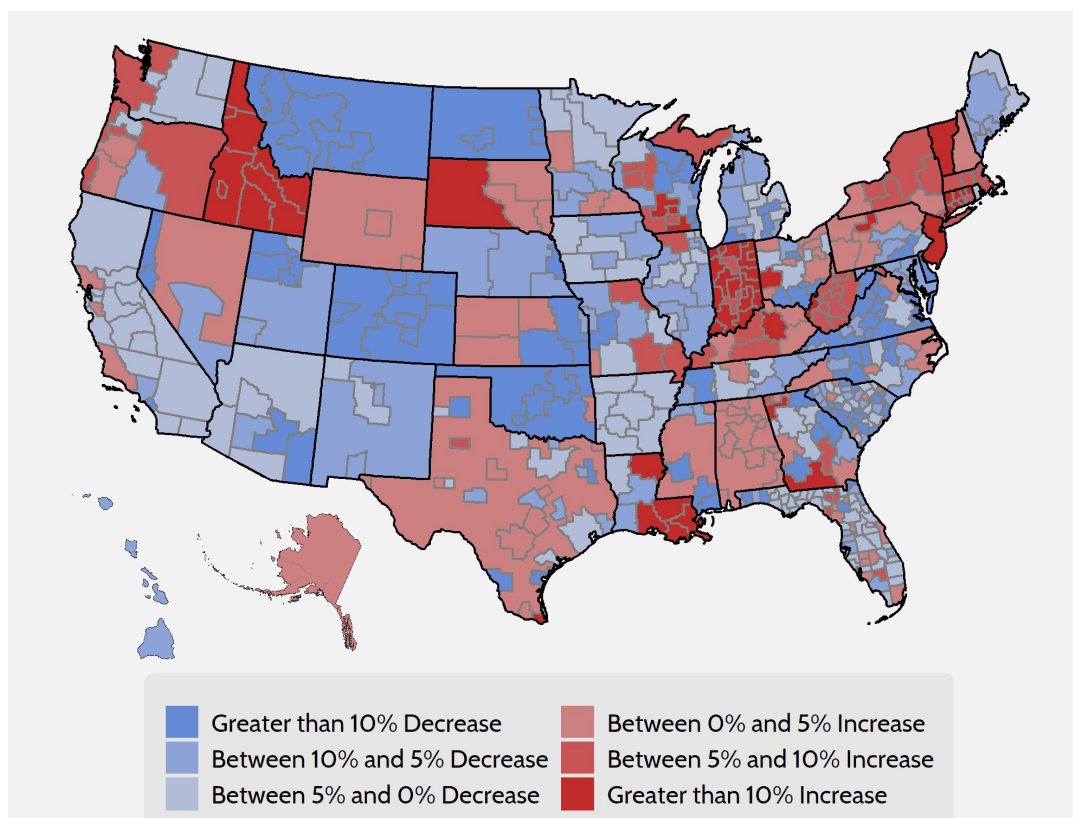 Greater than 10% Decrease
Between 10% and 5% Decrease
Between 5% and 0% Decrease
Between 0% and 5% Increase
Between 5% and 10% Increase
Greater than 10% Increase